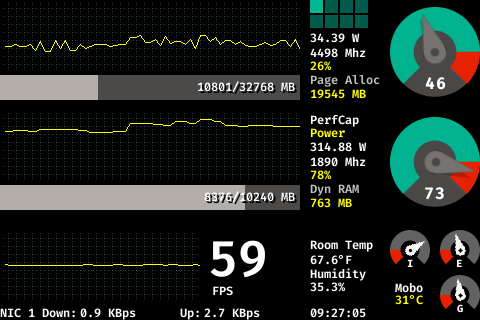 34.39 W
4498 Mhz
26%
10801/32768 MB
Page Alloc
19545 MB
46
PerfCap
Power
314.88 W
1890 Mhz
78%
8376/10240 MB
Dyn RAM
763 MB
73
59
FPS
Room Temp
67.6°F
Humidity
35.3%
I
E
Mobo
31°C
G
NIC 1 Down: 0.9 KBps
Up: 2.7 KBps
09:27:05